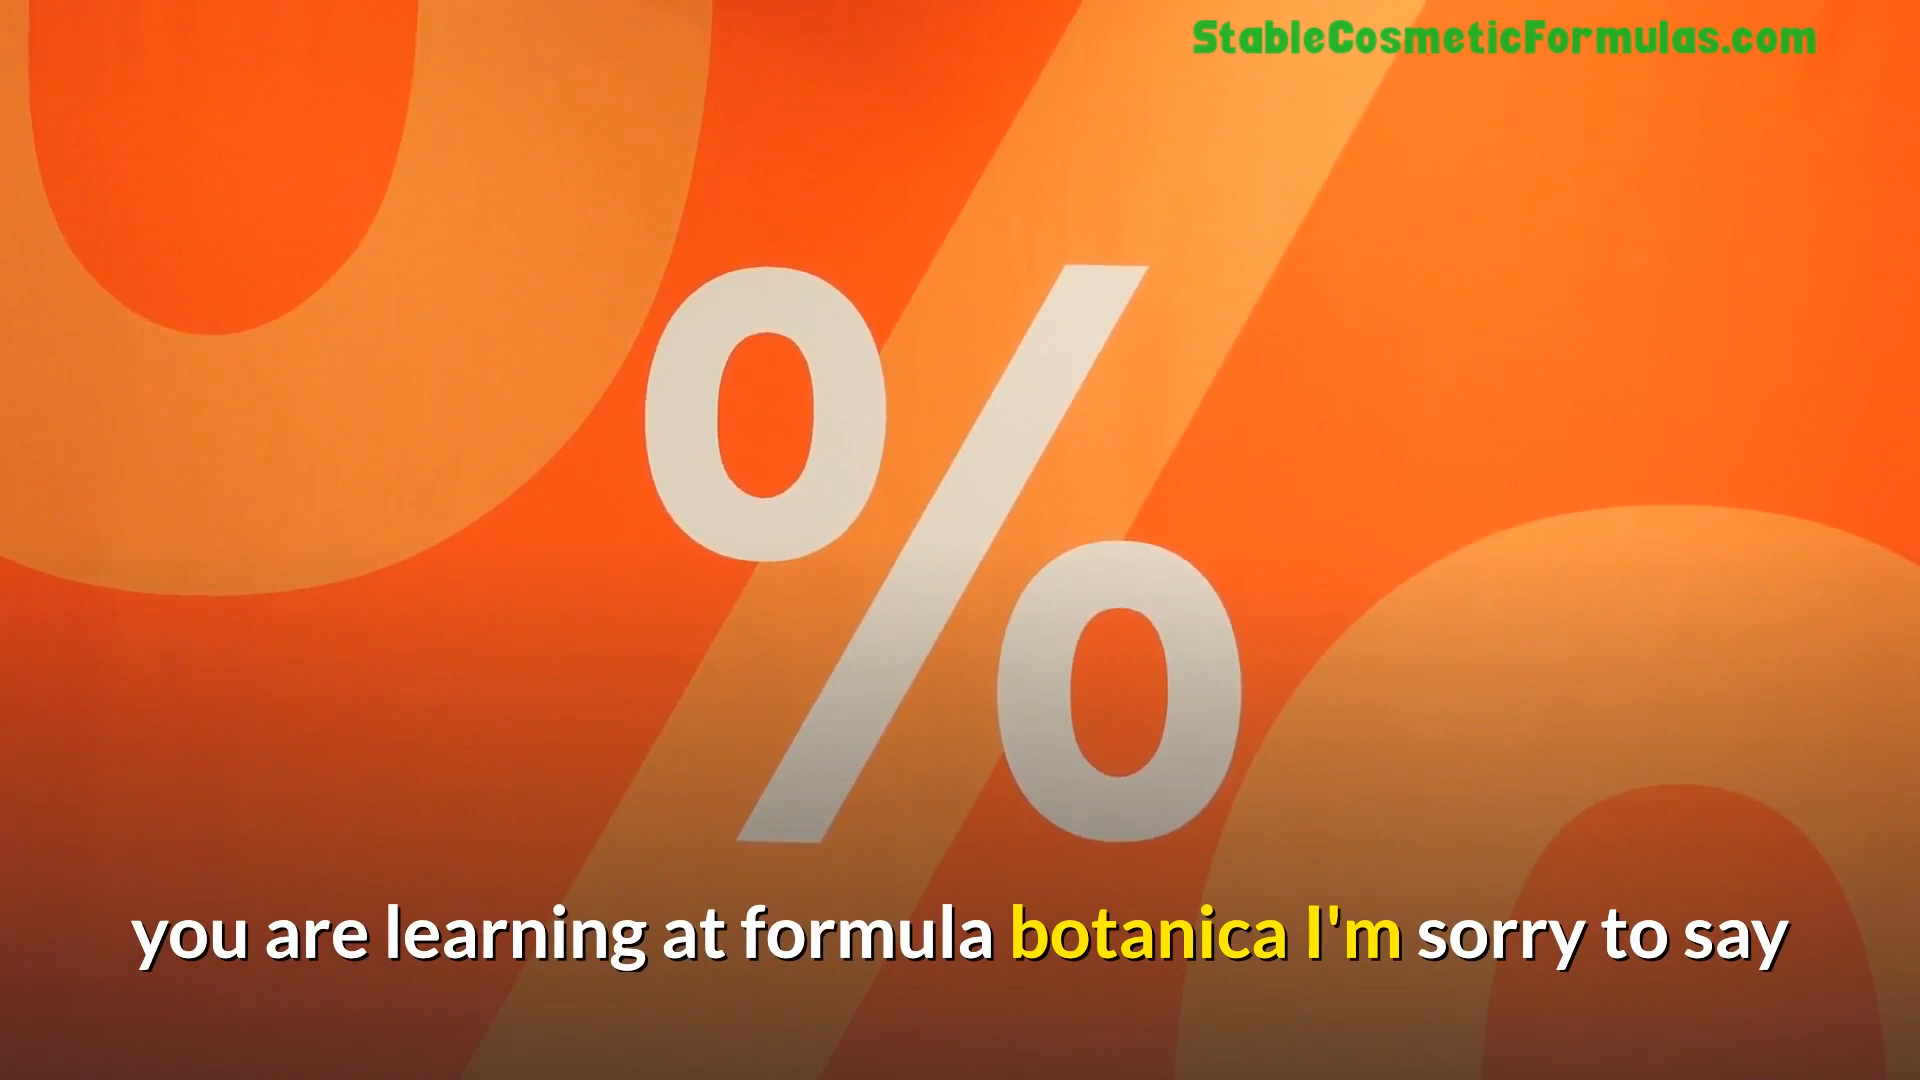 StableCosmeticFormulas.com
%
you are learning at formula botanica I'm sorry to say